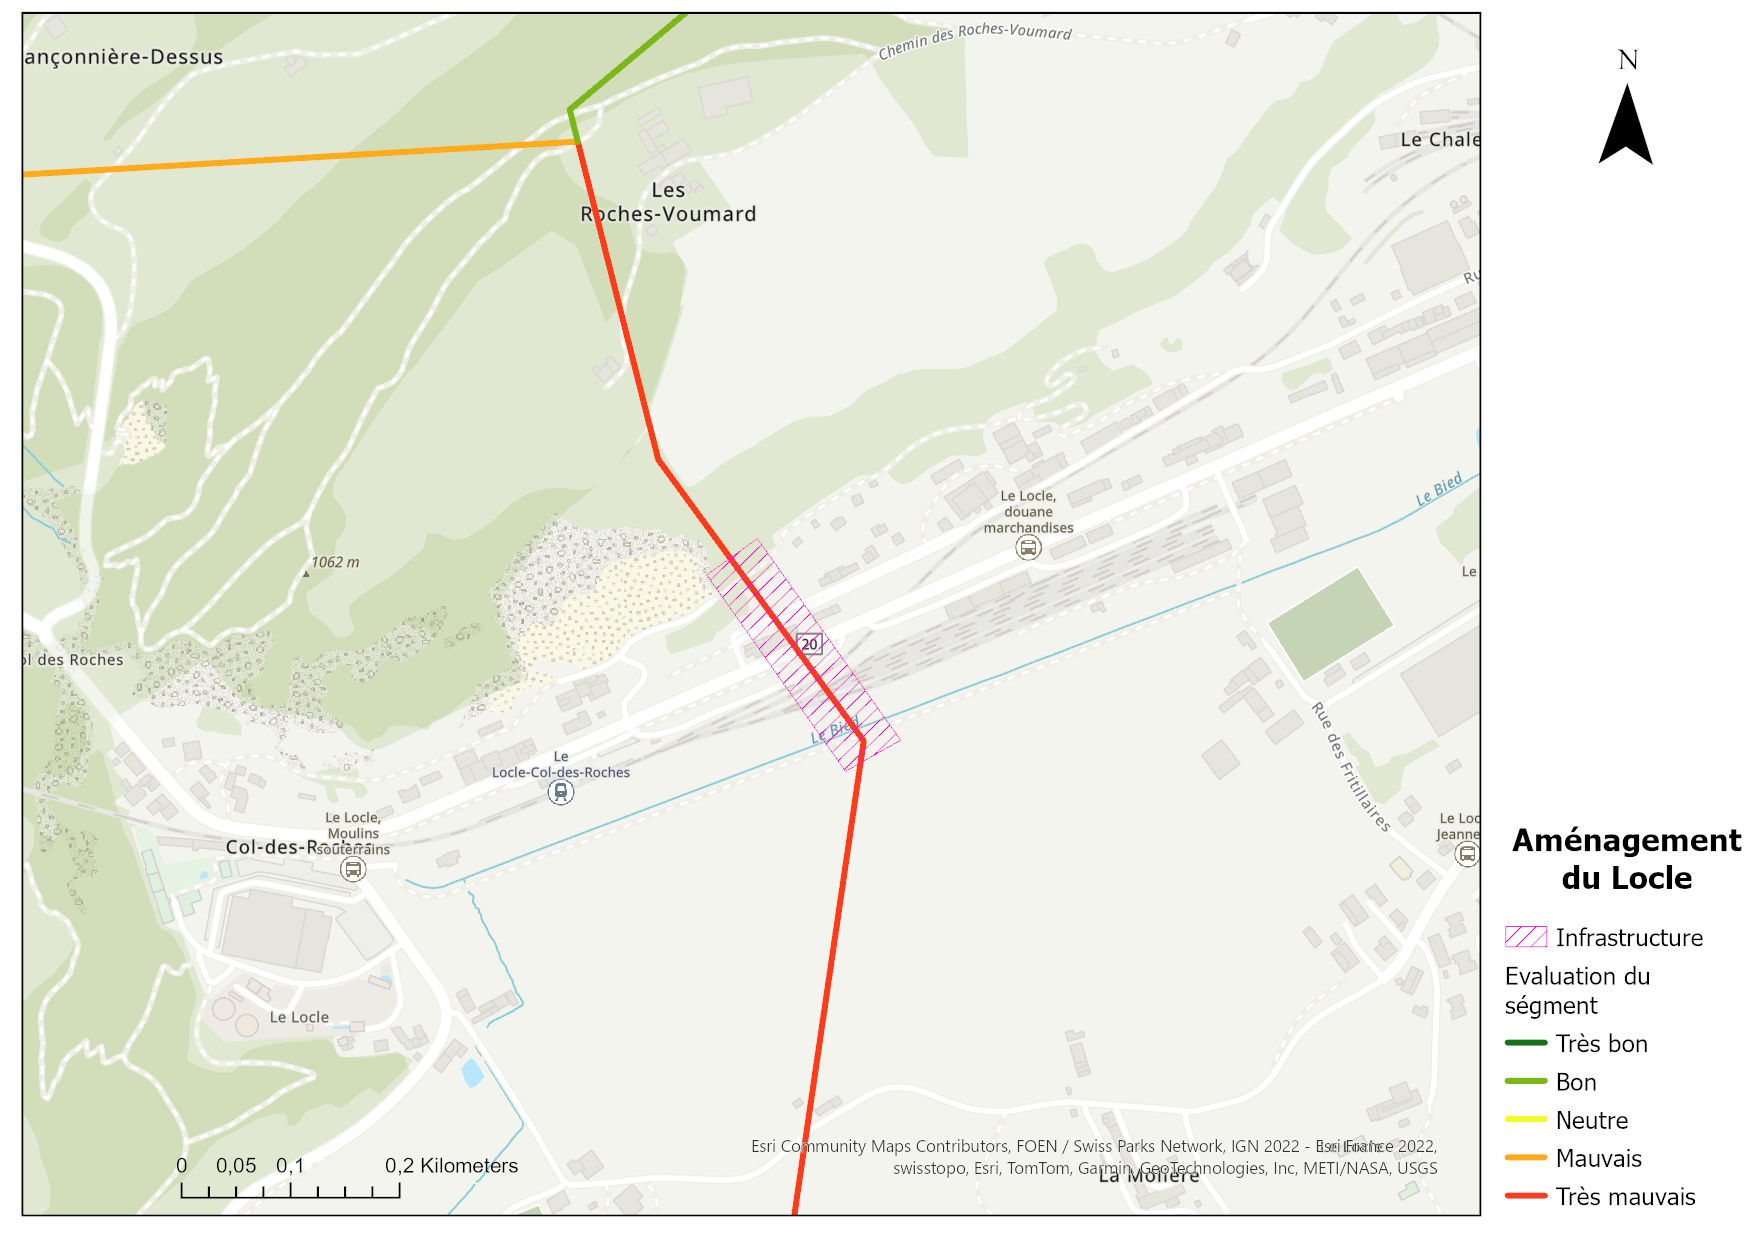 ançonnière-Dessus
Chemin des Roches-Voumard
N
Le Chale
Les
Roches-Voumard
Ru
Le Bied
Le Locle,
douane
marchandises
1062 m
Le
20
ol des Roches
Rue des Fritillaires
Le Bied
Le
Locle-Col-des-Roches
Le Locle,
Moulins
souterrains
Col-des-Roches
Le Loc
Jeanne
Le Locle
Aménagement
du Locle
Infrastructure
Evaluation du
ségment
Très bon
Bon
Neutre
Mauvais
Très mauvais
0 0,05 0,1 0,2 Kilometers
Esri Community Maps Contributors, FOEN / Swiss Parks Network, IGN 2022 - Esri France 2022,
swisstopo, Esri, TomTom, Garmin, GeoTechnologies, Inc, METI/NASA, USGS
La Molière